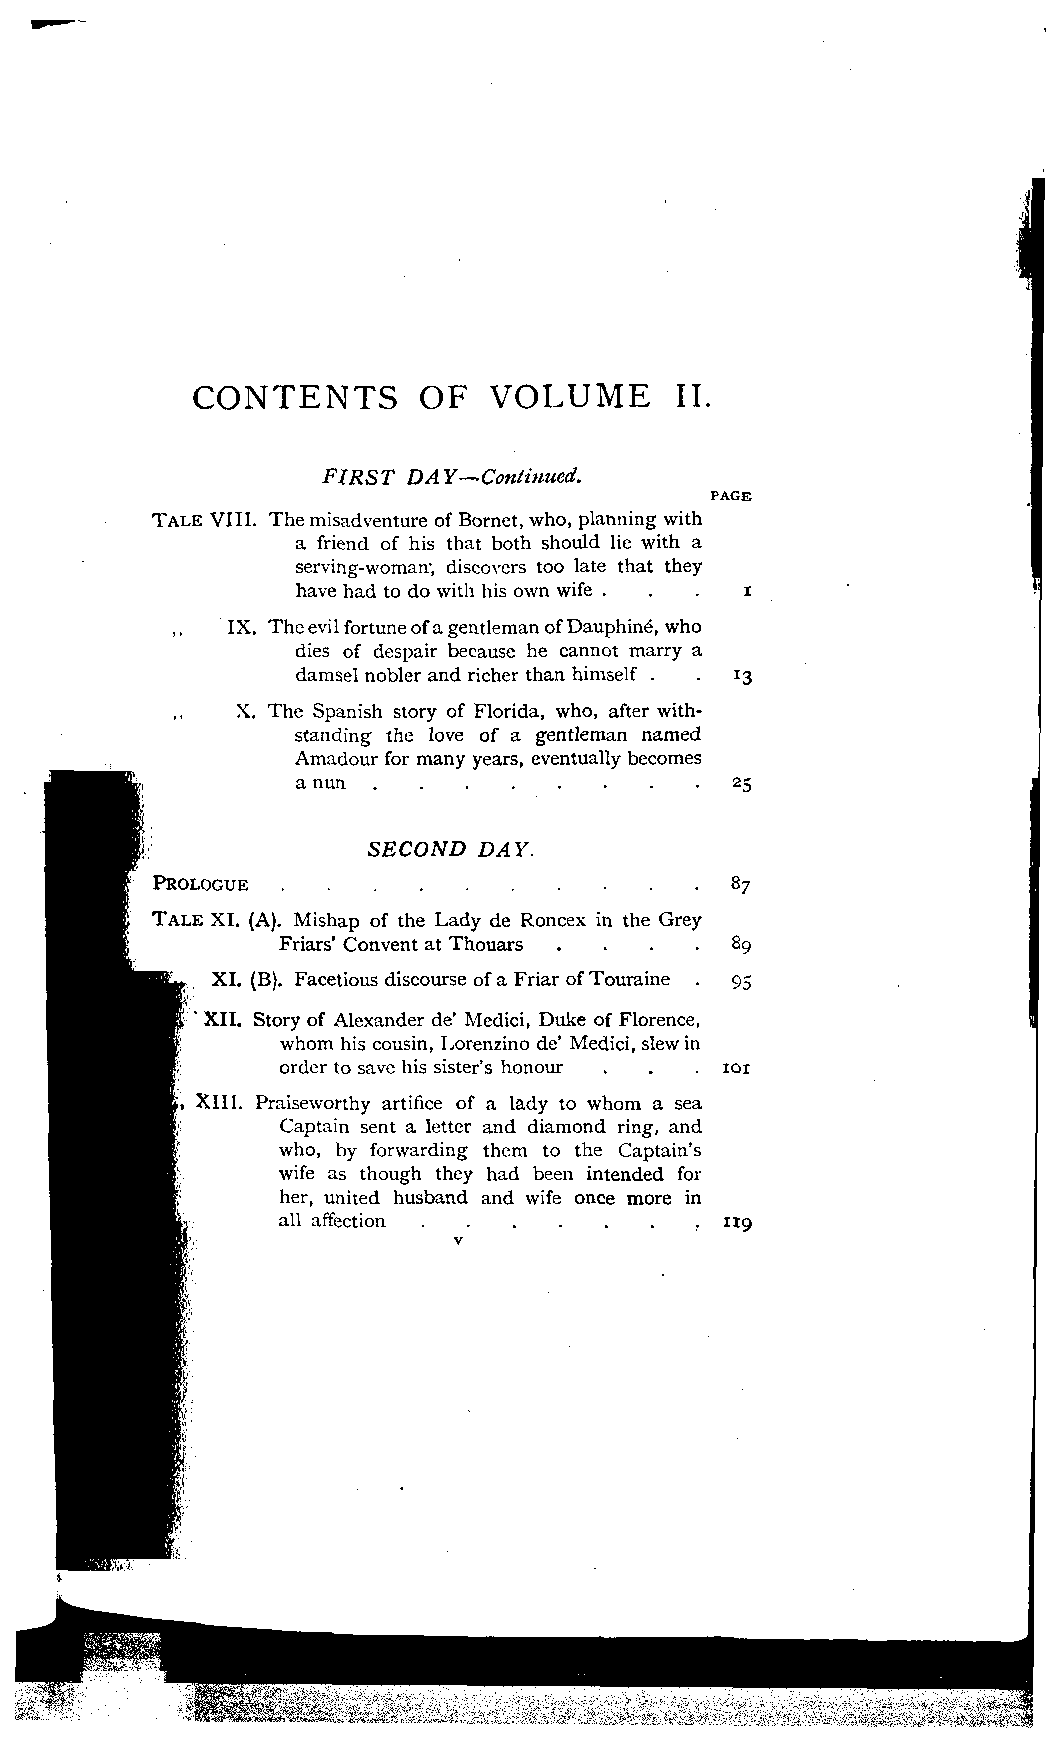 CONTENTS OF VOLUME II.
FIRST DAY—Continued.
PAGE
TALE VIII. The misadventure of Bornet, who, planning with
a friend of his that both should lie with a
serving-woman, discovers too late that they
have had to do with his own wife . . . 1
,, IX. The evil fortune of a gentleman of Dauphiné, who
dies of despair because he cannot marry a
damsel nobler and richer than himself . . 13
,, X. The Spanish story of Florida, who, after with-
standing the love of a gentleman named
Amadour for many years, eventually becomes
a nun . . . . . . . . 25
SECOND DAY.
PROLOGUE . . . . . . . . . . 87
TALE XI. (A). Mishap of the Lady de Roncex in the Grey
Friars' Convent at Thouars . . . . 89
XI. (B). Facetious discourse of a Friar of Touraine . 95
XII. Story of Alexander de' Medici, Duke of Florence,
whom his cousin, Lorenzino de' Medici, slew in
order to save his sister's honour . . . 101
,, XIII. Praiseworthy artifice of a lady to whom a sea
Captain sent a letter and diamond ring, and
who, by forwarding them to the Captain's
wife as though they had been intended for
her, united husband and wife once more in
all affection . . . . . . . 119
v